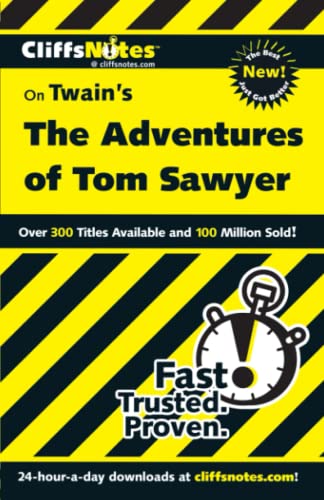 CliffsNotes™
@ cliffsnotes.com
The Best
New!
Just Got Better
On Twain's
The Adventures
of Tom Sawyer
Over 300 Titles Available and 100 Million Sold!
Fast.
Trusted.
Proven.
24-hour-a-day downloads at cliffsnotes.com!